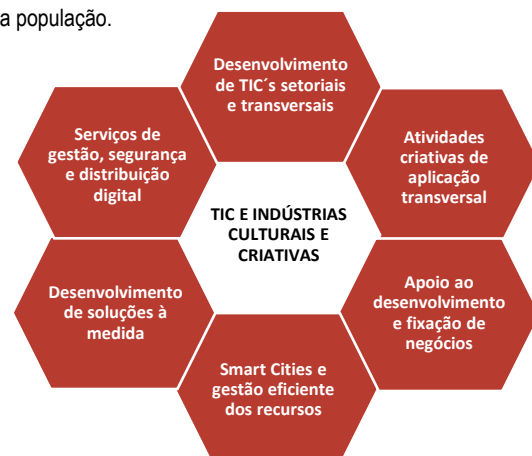 a população.
Desenvolvimento
de TIC´s setoriais
e transversais
Serviços de
gestão, segurança
e distribuição
digital
Atividades
criativas de
aplicação
transversal
TIC E INDÚSTRIAS
CULTURAIS E
CRIATIVAS
Desenvolvimento
de soluções à
medida
Apoio ao
desenvolvimento
e fixação de
negócios
Smart Cities e
gestão eficiente
dos recursos